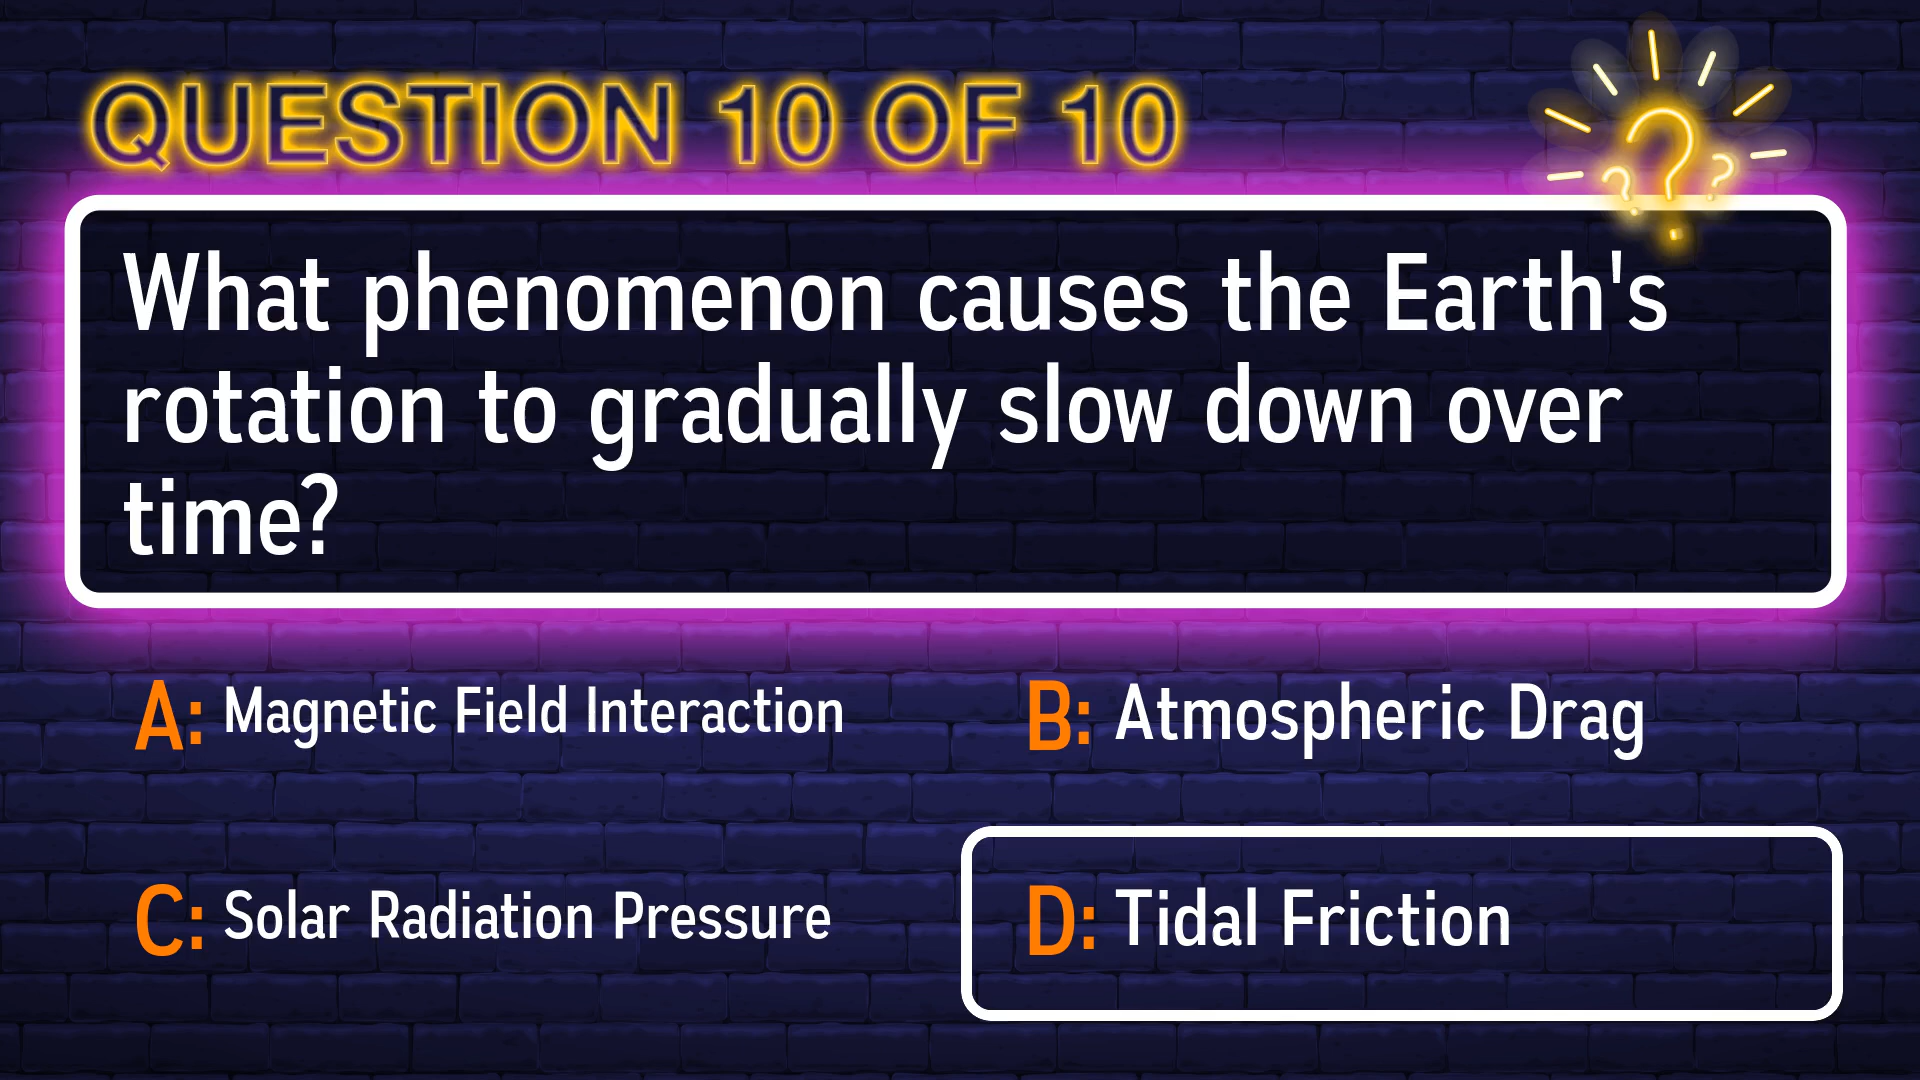 QUESTION 10 OF 10
What phenomenon causes the Earth's
rotation to gradually slow down over
time?
A: Magnetic Field Interaction
B: Atmospheric Drag
C: Solar Radiation Pressure
D: Tidal Friction